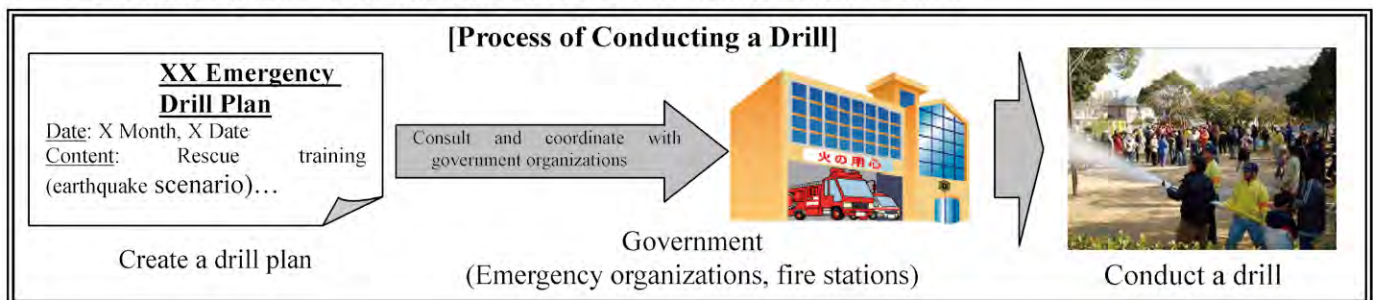 [Process of Conducting a Drill]
XX Emergency
Drill Plan
Date: X Month, X Date
Content: Rescue training
(earthquake scenario)…
Create a drill plan
Consult and coordinate with
government organizations
火の用心
Government
(Emergency organizations, fire stations)
Conduct a drill